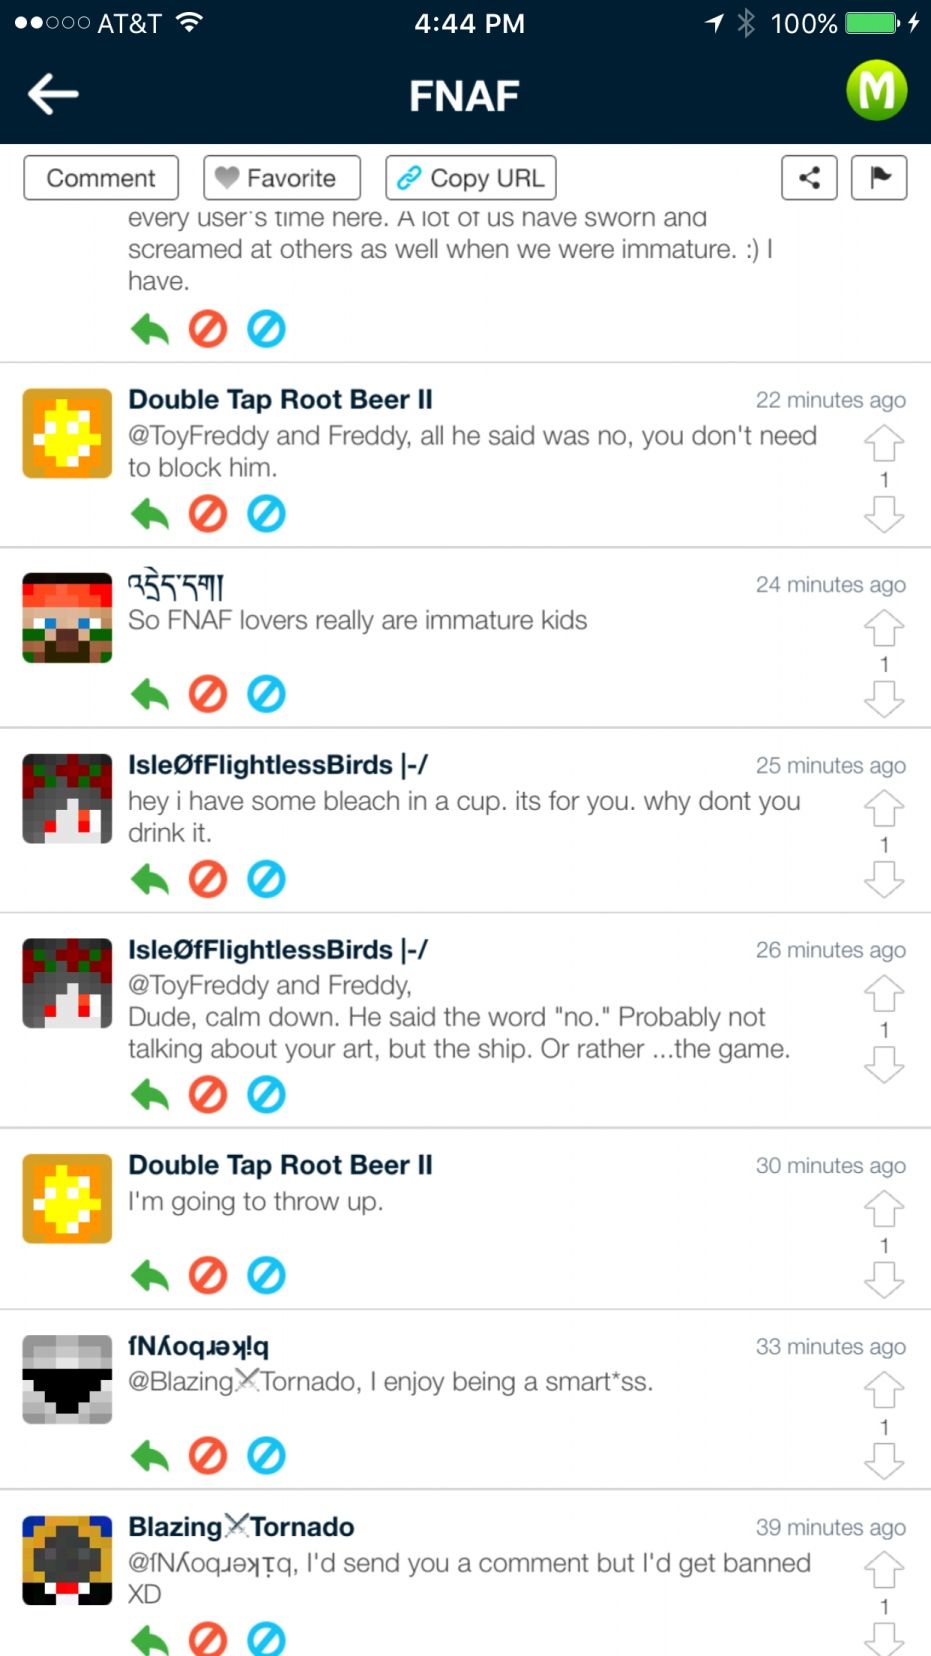 AT&T 4:44 PM 100%
FNAF M
Comment Favorite Copy URL
every user's time here. A lot of us have sworn and
screamed at others as well when we were immature. :) I
have.
Double Tap Root Beer II 22 minutes ago
@ToyFreddy and Freddy, all he said was no, you don't need
to block him.
1
འདྲེད་དཀ། 24 minutes ago
So FNAF lovers really are immature kids
1
IsleØfFlightlessBirds |-/ 25 minutes ago
hey i have some bleach in a cup. its for you. why dont you
drink it.
1
IsleØfFlightlessBirds |-/ 26 minutes ago
@ToyFreddy and Freddy,
Dude, calm down. He said the word "no." Probably not
talking about your art, but the ship. Or rather ...the game.
1
Double Tap Root Beer II 30 minutes ago
I'm going to throw up.
1
33 minutes ago
@Blazing⚔Tornado, I enjoy being a smart*ss.
1
Blazing⚔Tornado 39 minutes ago
I'd send you a comment but I'd get banned
XD
1